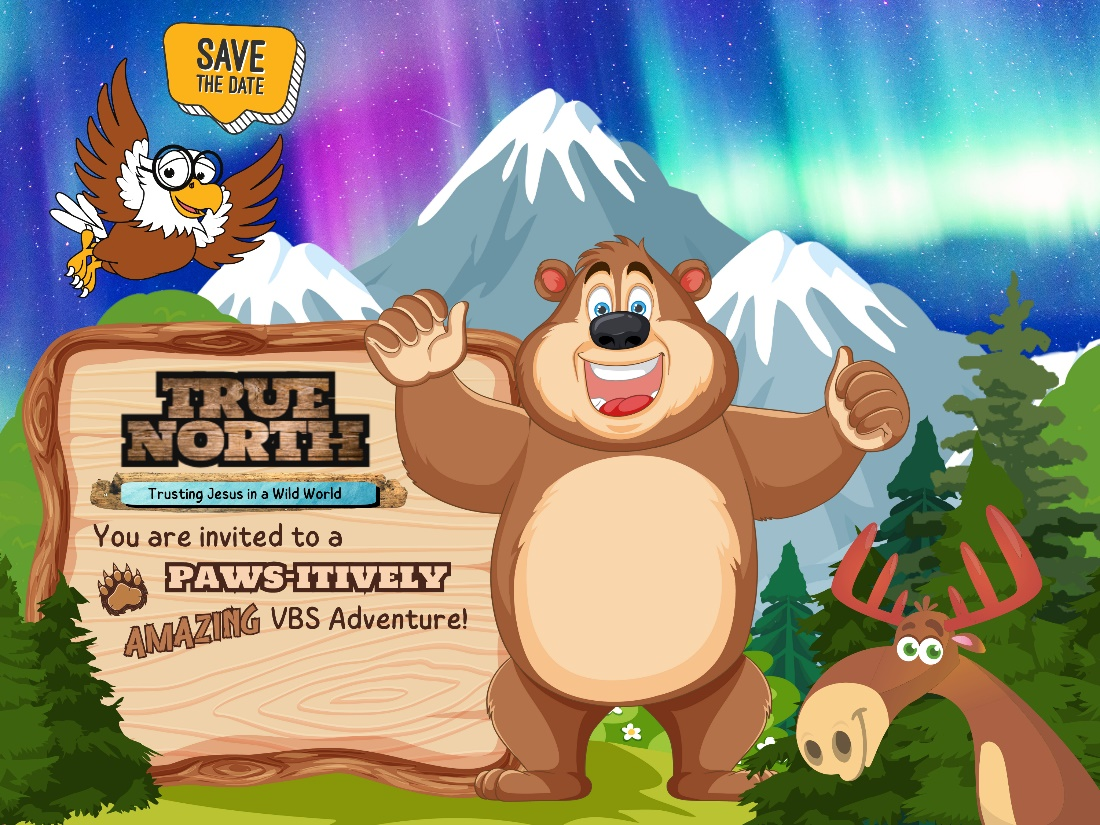 SAVE
THE DATE
TRUE
NORTH
Trusting Jesus in a Wild World
You are invited to a
PAWS-ITIVELY
AMAZING VBS Adventure!